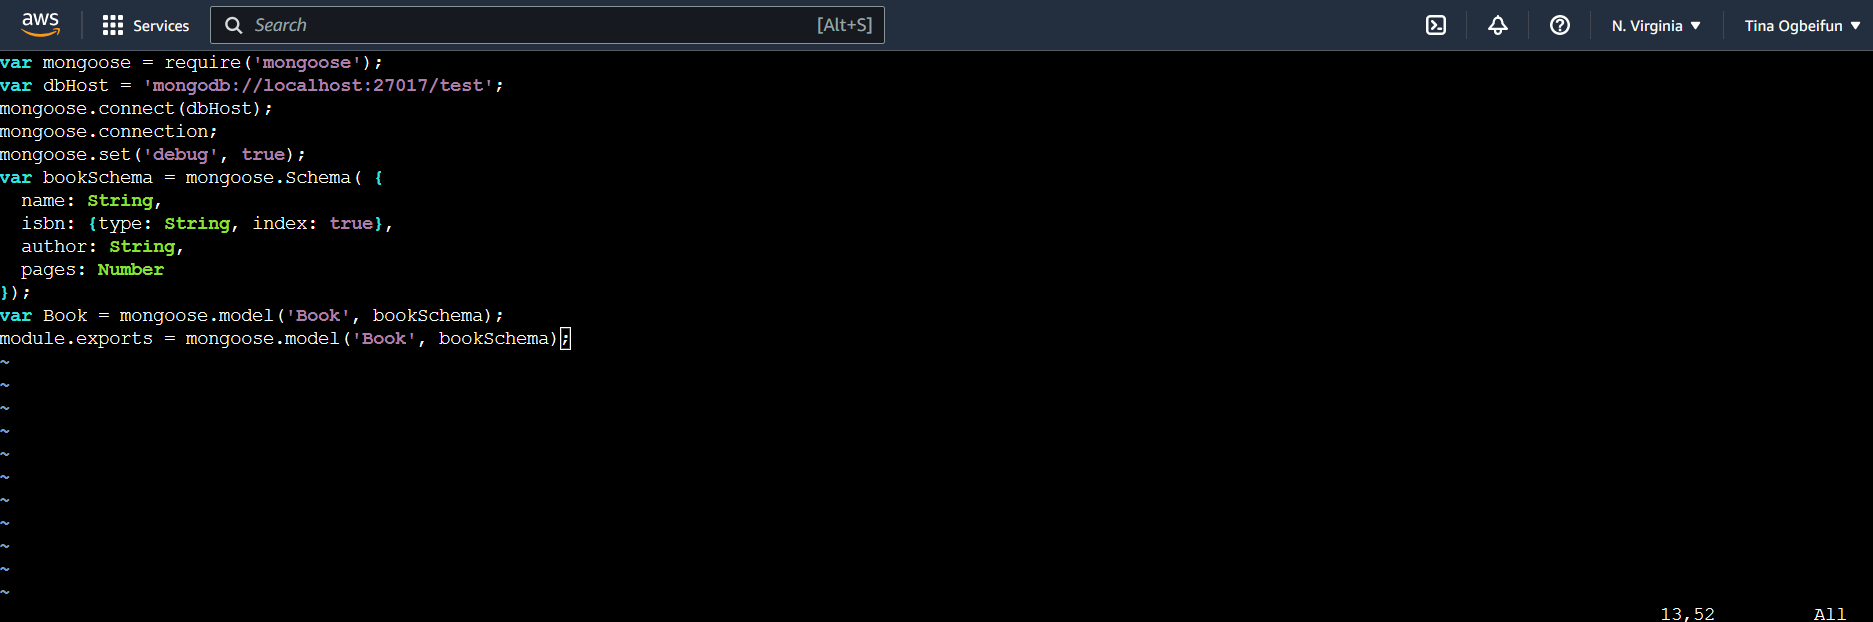 aws Services Search [Alt+S] N. Virginia ▼ Tina Ogbeifun ▼
var mongoose = require('mongoose');
var dbHost = 'mongodb://localhost:27017/test';
mongoose.connect(dbHost);
mongoose.connection;
mongoose.set('debug', true);
var bookSchema = mongoose.Schema( {
  name: String,
  isbn: {type: String, index: true},
  author: String,
  pages: Number
});
var Book = mongoose.model('Book', bookSchema);
module.exports = mongoose.model('Book', bookSchema);
~
~
~
~
~
~
~
~
~
~
~
13,52 All